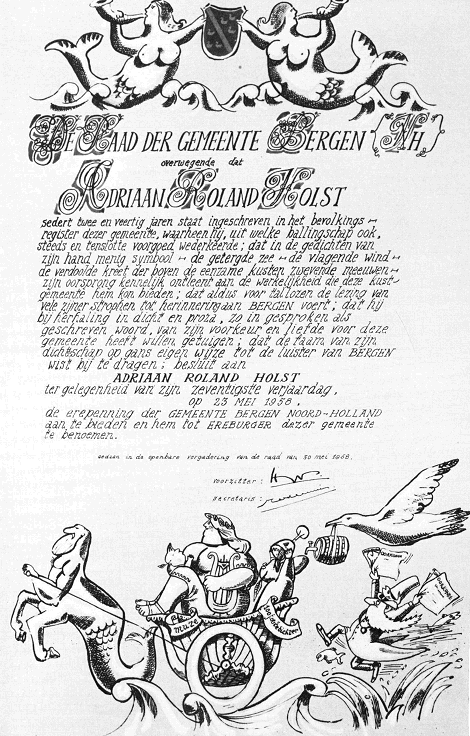 DE RAAD DER GEMEENTE BERGEN (NH.)
overwegende dat
ADRIAAN ROLAND HOLST
sedert twee en veertig jaren staat ingeschreven in het bevolkings-
register dezer gemeente, waarheen hij, uit welke ballingschap ook,
steeds en tenslotte voorgoed wederkeerde; dat in de gedichten van
zijn hand menig symbool - de getergde zee - de vlagende wind -
de verdoolde kreet der boven de eenzame kusten zwevende meeuwen -
zijn oorsprong kennelijk ontleent aan de werkelijkheid die deze kust-
gemeente hem kon bieden; dat aldus voor tallozen de lezing van
vele zijner strophen tot herinneringaan BERGEN voert; dat hij
bij herhaling in dicht en proza, zo in gesproken als
geschreven woord, van zijn voorkeur en liefde voor deze
gemeente heeft willen getuigen; dat de faam van zijn
dichterschap op gans eigen wijze tot de luister van BERGEN
wist bij te dragen; besluit aan
ADRIAAN ROLAND HOLST
ter gelegenheid van zijn zeventigste verjaardag,
op 23 MEI 1958,
de erepenning der GEMEENTE BERGEN NOORD-HOLLAND
aan te bieden en hem tot EREBURGER dezer gemeente
te benoemen.
gedaan in de openbare vergadering van de raad van 30 mei 1958.
voorzitter:
secretaris:
muze